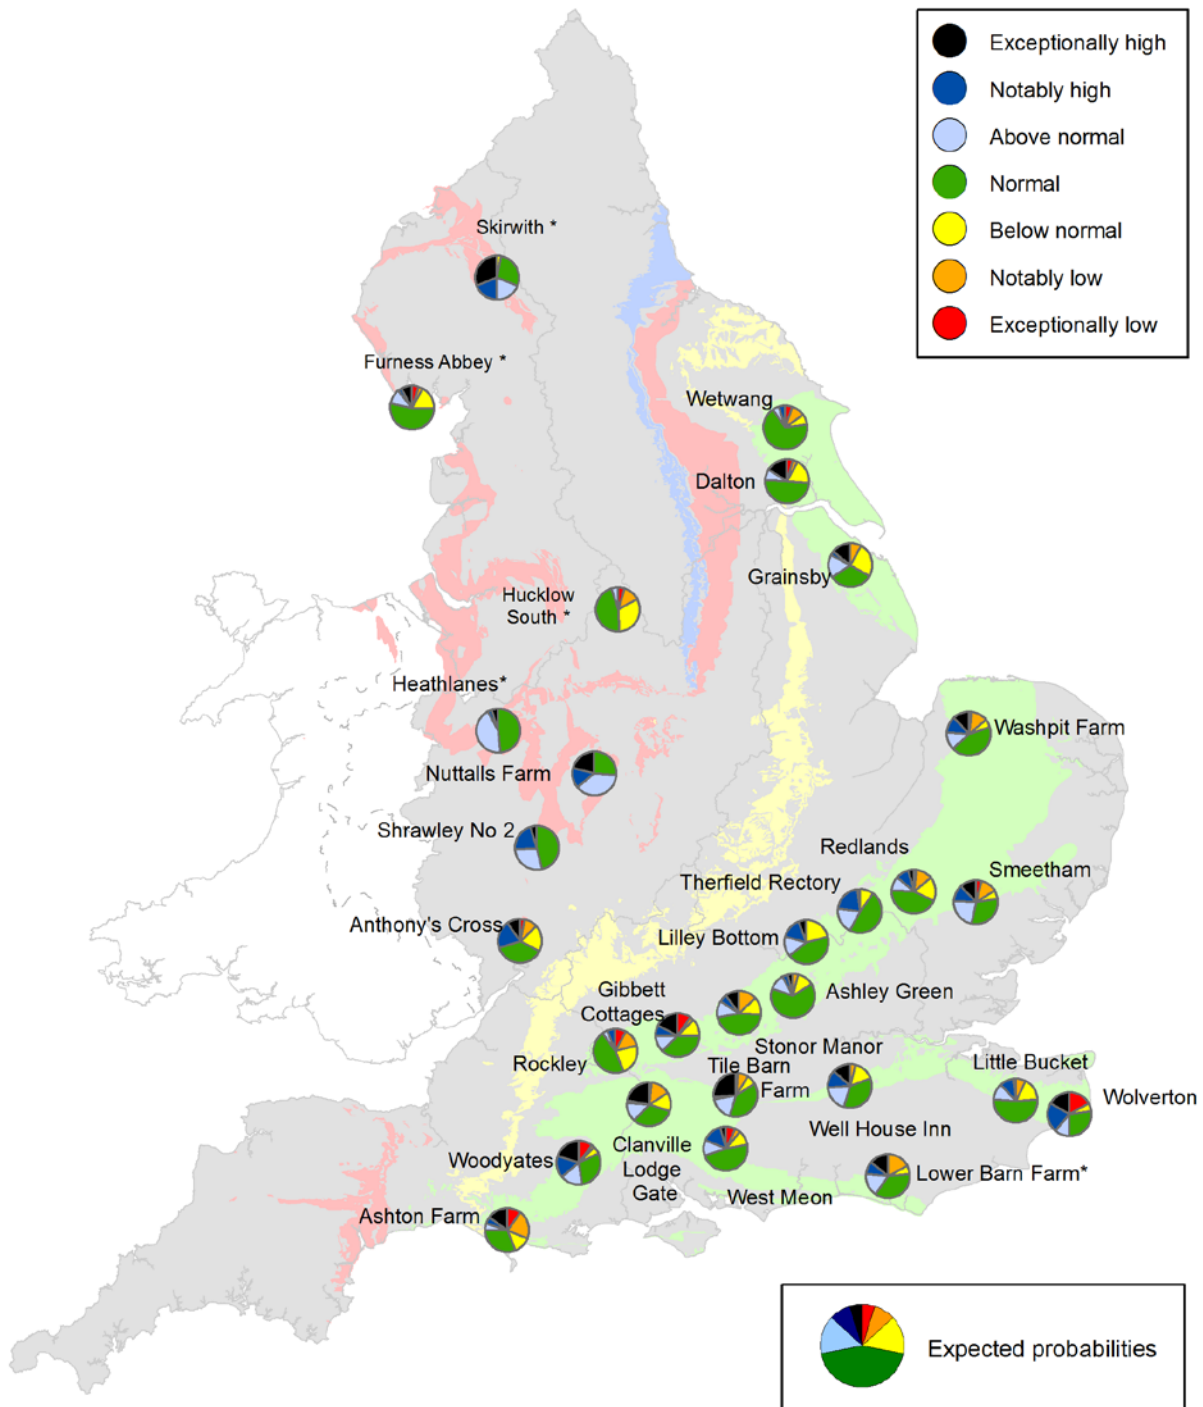 Exceptionally high
Notably high
Above normal
Normal
Below normal
Notably low
Exceptionally low
Skirwith *
Furness Abbey *
Wetwang
Dalton
Grainsby
Hucklow
South *
Heathlanes*
Nuttalls Farm
Washpit Farm
Shrawley No 2
Redlands
Smeetham
Therfield Rectory
Anthony's Cross
Lilley Bottom
Gibbett
Cottages
Ashley Green
Rockley
Stonor Manor
Tile Barn
Farm
Little Bucket
Wolverton
Well House Inn
Clanville
Lodge
Gate
Woodyates
Lower Barn Farm*
West Meon
Ashton Farm
Expected probabilities